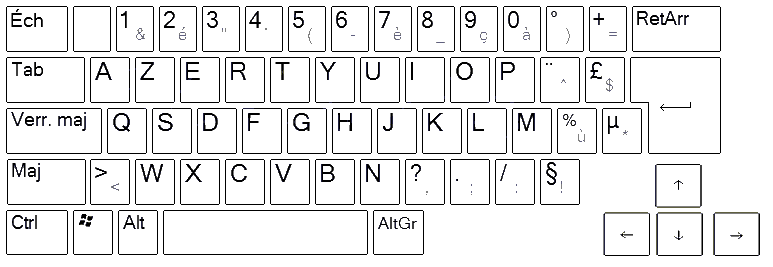 Éch 1 & 2 é 3 " 4 ' 5 ( 6 - 7 è 8 _ 9 ç 0 à ° ) + = RetArr
Tab A Z E R T Y U I O P ¨ ^ £ $
Verr. maj Q S D F G H J K L M % ù µ *
Maj > < W X C V B N ? , . ; / : § ! ↑
Ctrl Alt AltGr ← ↓ →